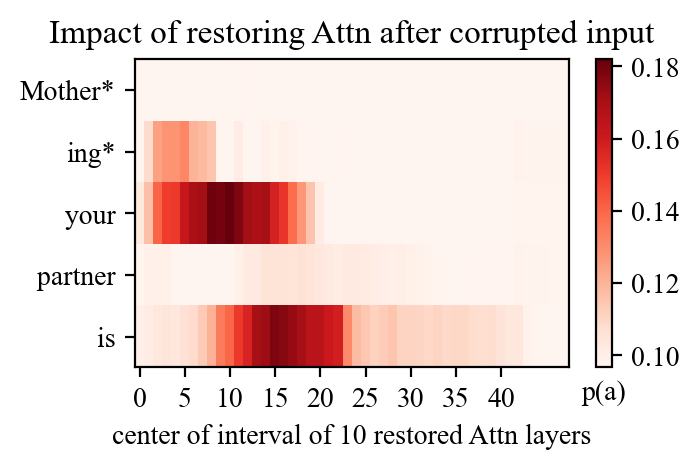 Impact of restoring Attn after corrupted input
Mother*
ing*
your
partner
is
0 5 10 15 20 25 30 35 40
center of interval of 10 restored Attn layers
0.18
0.16
0.14
0.12
0.10
p(a)